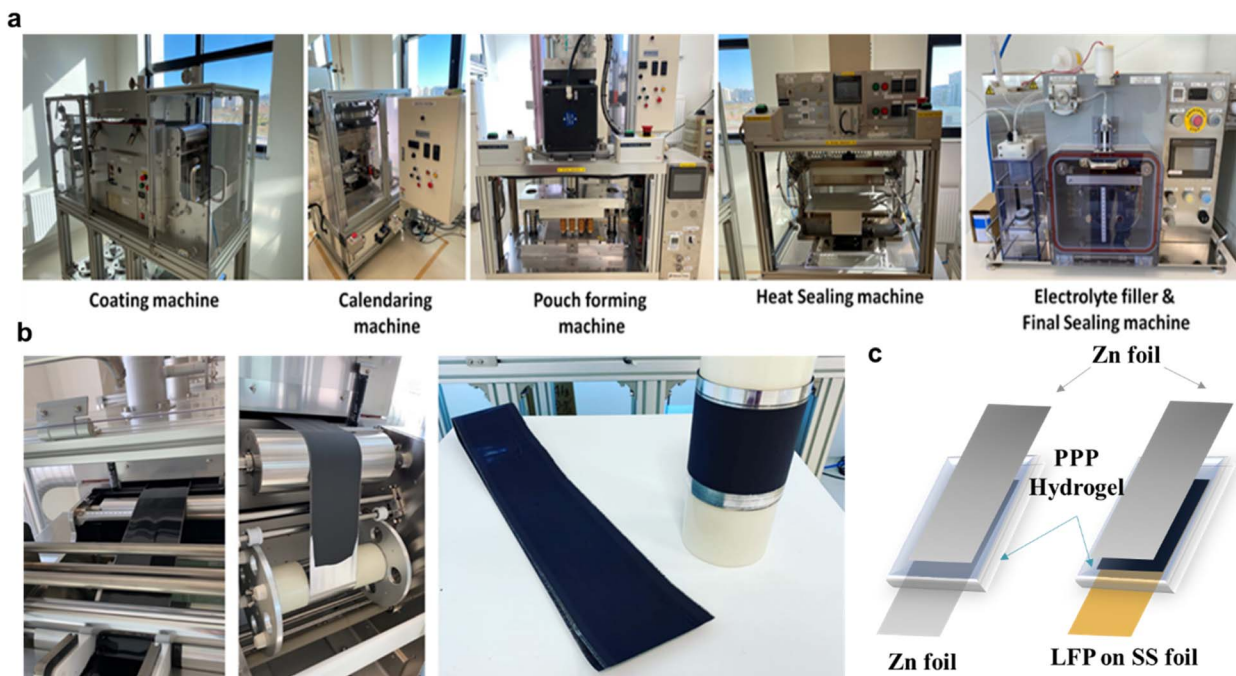 a
Coating machine
Calendaring
machine
Pouch forming
machine
Heat Sealing machine
Electrolyte filler &
Final Sealing machine
b
c
Zn foil
PPP
Hydrogel
Zn foil
LFP on SS foil